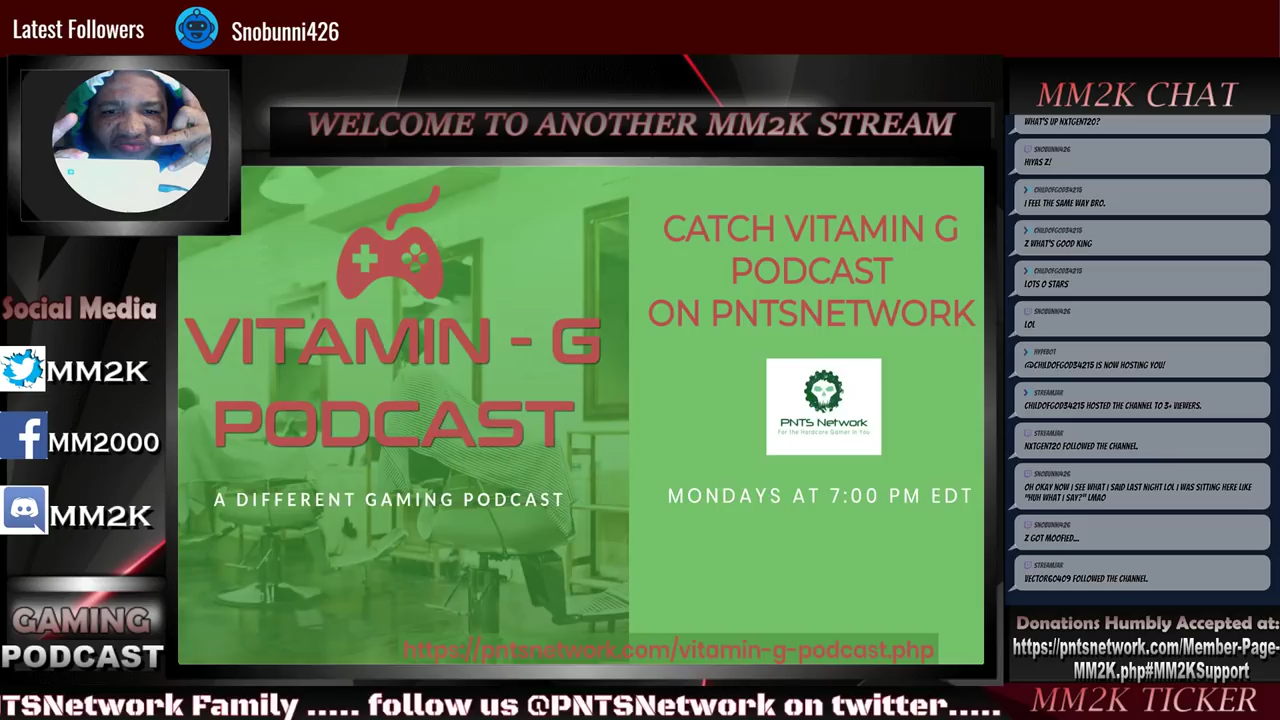 Latest Followers
Snobunni426
WELCOME TO ANOTHER MM2K STREAM
Social Media
MM2K
MM2000
MM2K
GAMING
PODCAST
VITAMIN - G
PODCAST
A DIFFERENT GAMING PODCAST
CATCH VITAMIN G
PODCAST
ON PNTSNETWORK
PNTS Network
For the Hardcore Gamer in You
MONDAYS AT 7:00 PM EDT
https://pntsnetwork.com/vitamin-g-podcast.php
MM2K CHAT
WHAT'S UP NXTGEN720?
SNOBUNNI426
HIYAS Z!
CHILDOFGOD34215
I FEEL THE SAME WAY BRO.
CHILDOFGOD34215
Z WHAT'S GOOD KING
CHILDOFGOD34215
LOTS O STARS
SNOBUNNI426
LOL
HYPEBOT
@CHILDOFGOD34215 IS NOW HOSTING YOU!
STREAMJAR
CHILDOFGOD34215 HOSTED THE CHANNEL TO 3+ VIEWERS.
STREAMJAR
NXTGEN720 FOLLOWED THE CHANNEL.
SNOBUNNI426
OH OKAY NOW I SEE WHAT I SAID LAST NIGHT LOL I WAS SITTING HERE LIKE
"HUH WHAT I SAY?" LMAO
SNOBUNNI426
Z GOT MOOFIED...
STREAMJAR
VECTOR60409 FOLLOWED THE CHANNEL.
Donations Humbly Accepted at:
https://pntsnetwork.com/Member-Page-
MM2K.php#MM2KSupport
TSNetwork Family ..... follow us @PNTSNetwork on twitter.....
MM2K TICKER